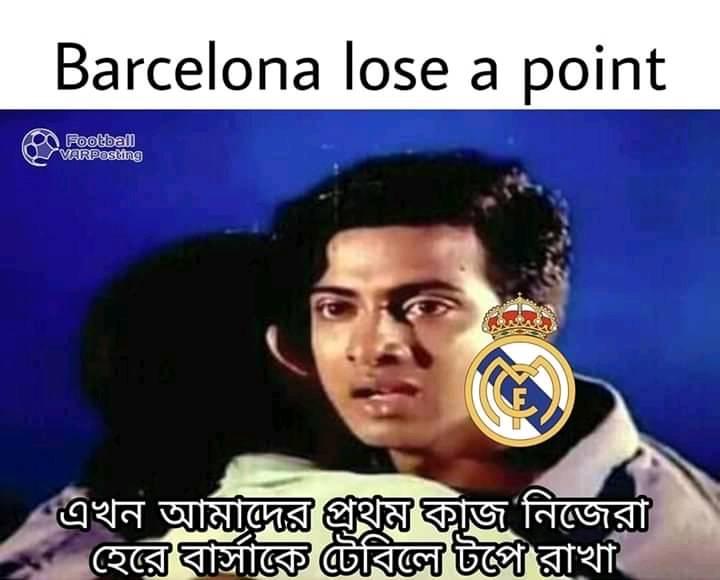 Barcelona lose a point
Football
VARPosting
এখন আমাদের প্রথম কাজ নিজেরা
হেরে বার্সাকে টেবিলে টপে রাখা